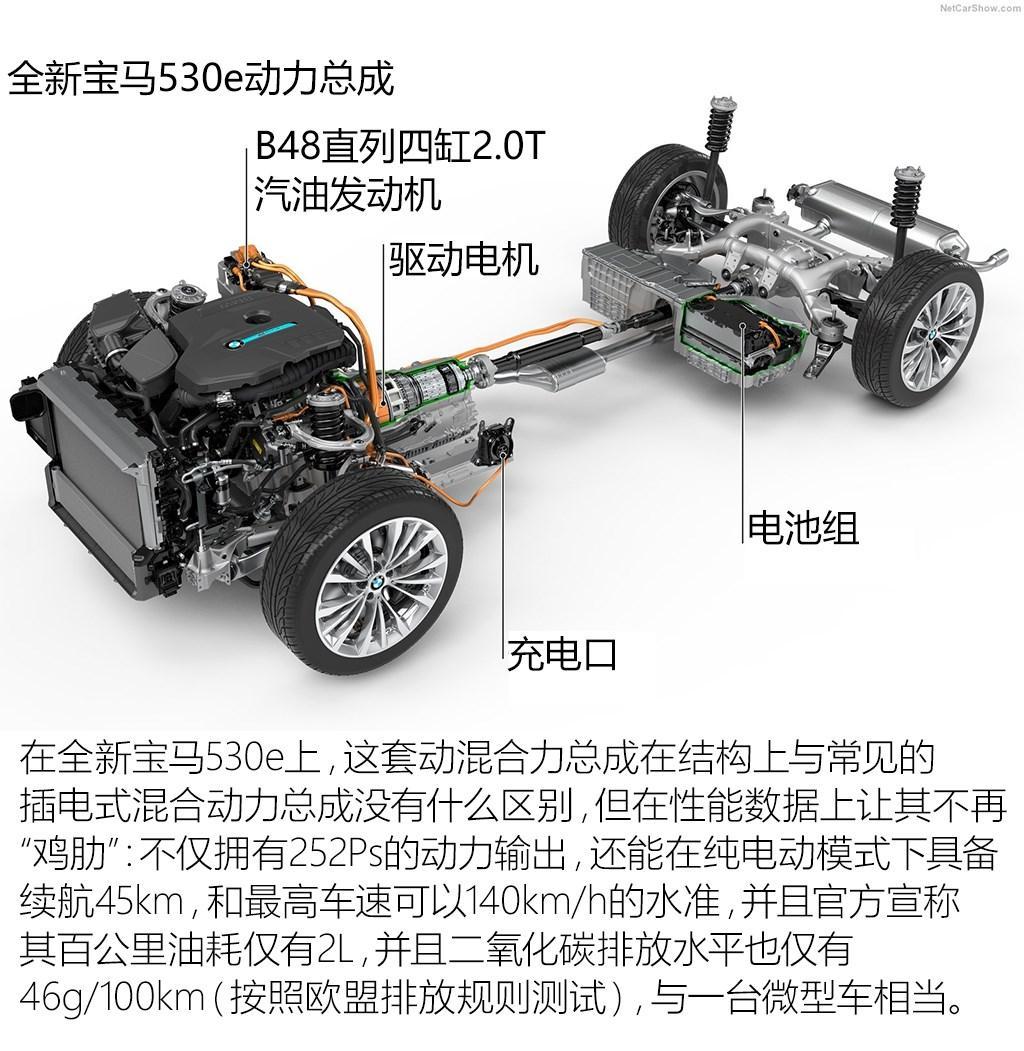 NetCarShow.com
全新宝马530e动力总成
B48直列四缸2.0T
汽油发动机
驱动电机
电池组
充电口
在全新宝马530e上，这套动混合力总成在结构上与常见的
插电式混合动力总成没有什么区别，但在性能数据上让其不再
“鸡肋”：不仅拥有252Ps的动力输出，还能在纯电动模式下具备
续航45km，和最高车速可以140km/h的水准，并且官方宣称
其百公里油耗仅有2L，并且二氧化碳排放水平也仅有
46g/100km（按照欧盟排放规则测试），与一台微型车相当。